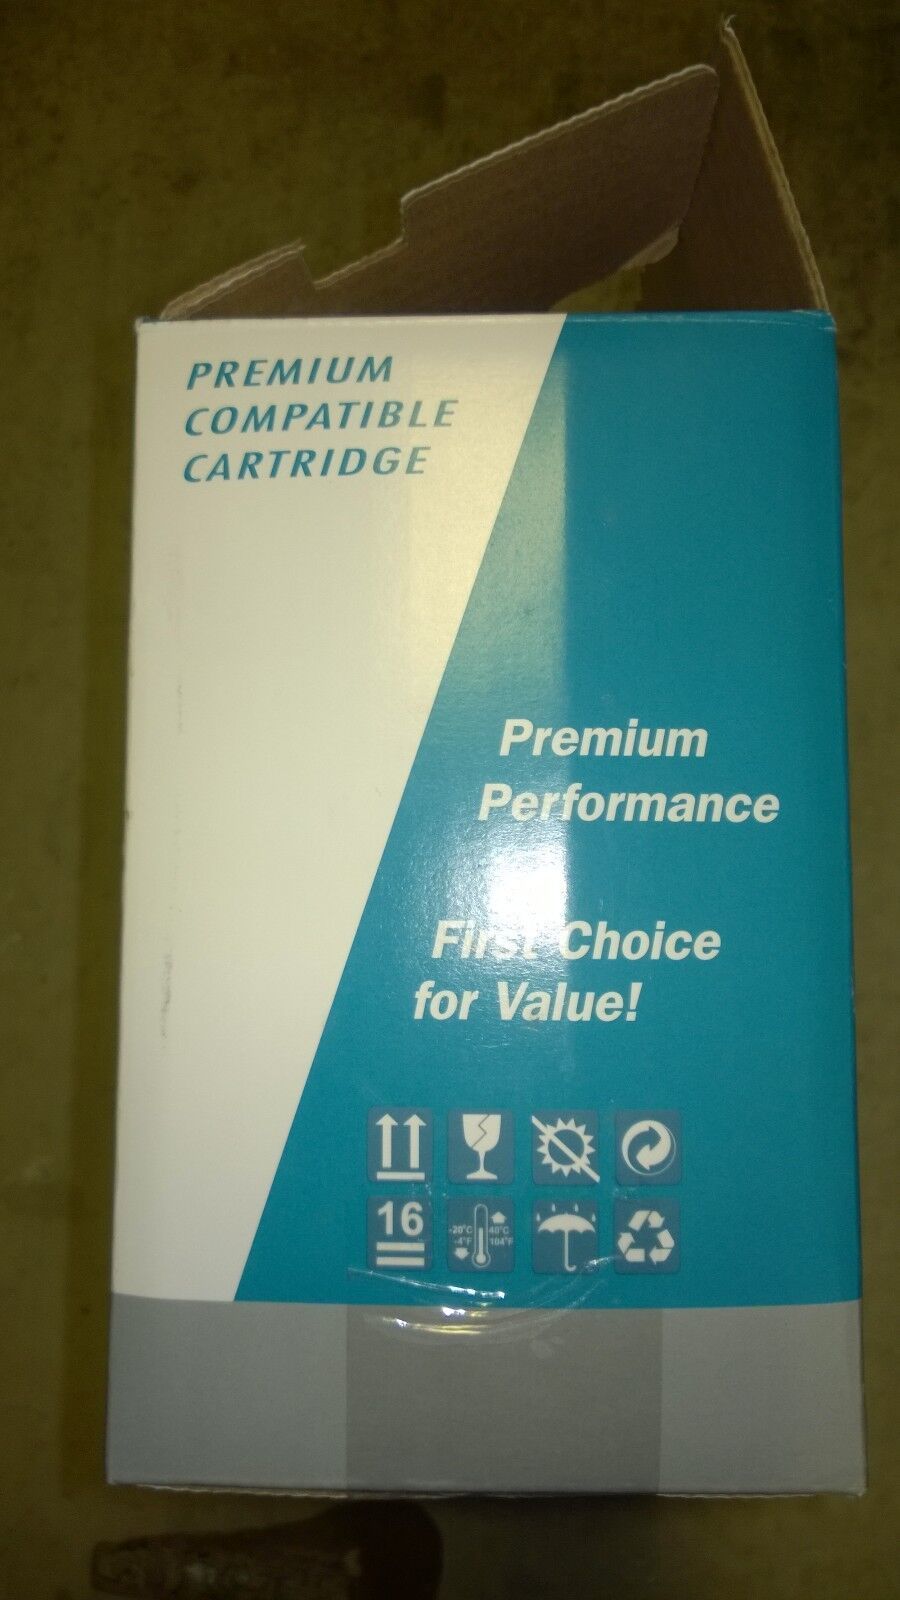 PREMIUM
COMPATIBLE
CARTRIDGE
Premium
Performance
First Choice
for Value!
16
-20°C 40°C
-4°F 104°F